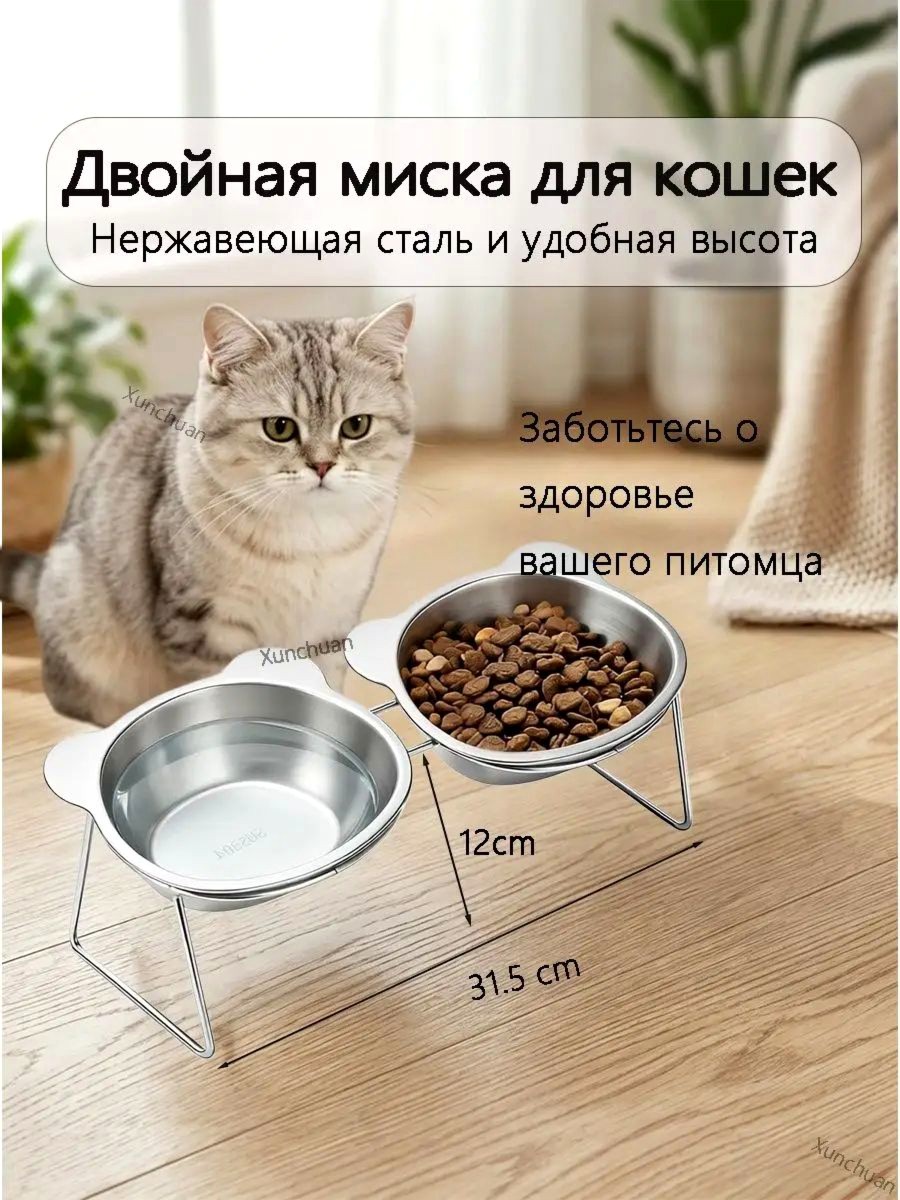 Двойная миска для кошек
Нержавеющая сталь и удобная высота
Xunchuan
Заботьтесь о
здоровье
вашего питомца
Xunchuan
SUS304
12cm
31.5 cm
Xunchuan